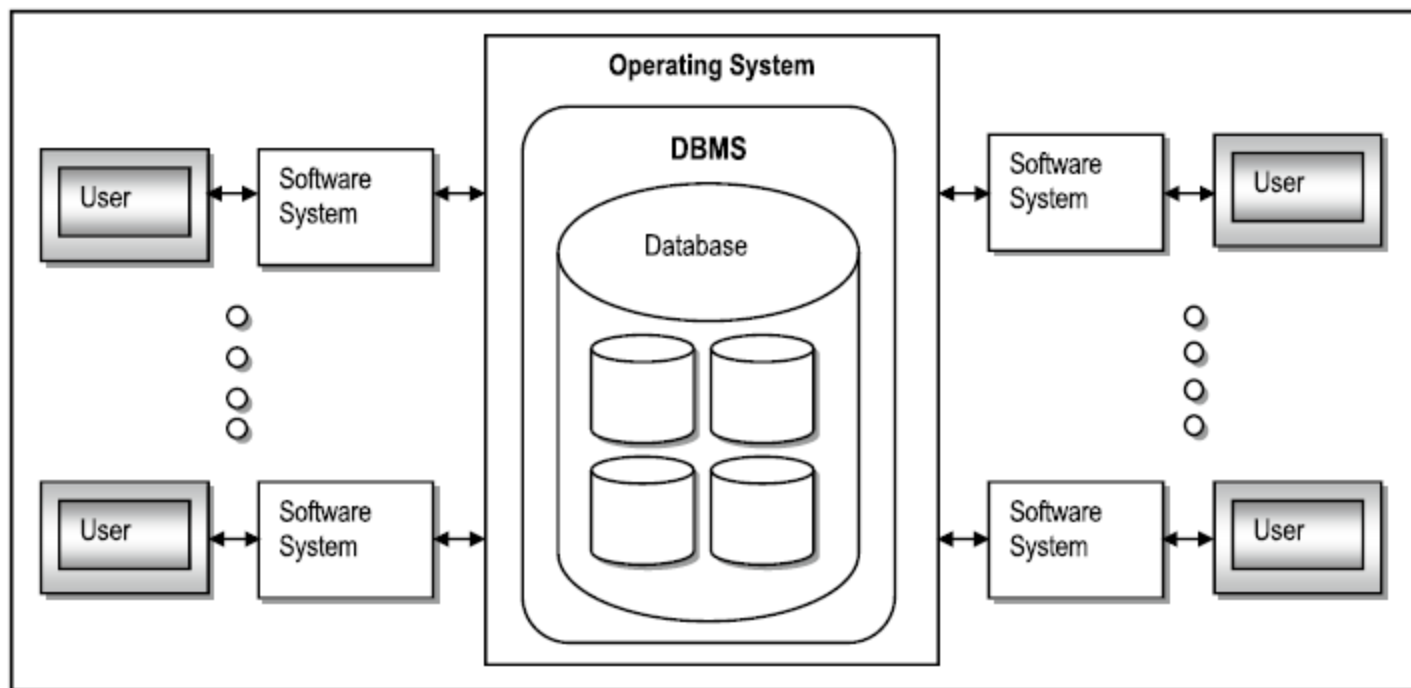 Operating System
DBMS
Database
User
Software
System
Software
System
User
User
Software
System
Software
System
User